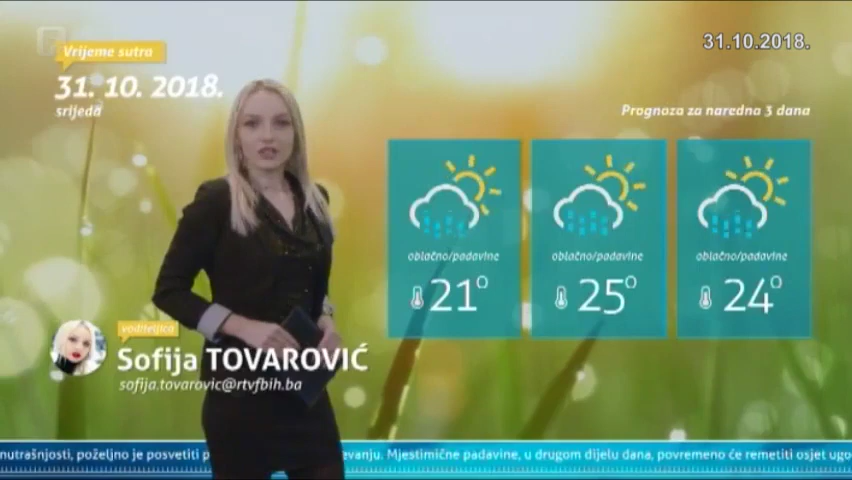 Vrijeme sutra
31. 10. 2018.
srijeda
31.10.2018.
Prognoza za naredna 3 dana
oblačno/padavine
21°
oblačno/padavine
25°
oblačno/padavine
24°
voditeljica
Sofija TOVAROVIĆ
sofija.tovarovic@rtvfbih.ba
nutrašnjosti, poželjno je posvetiti p evanju. Mjestimične padavine, u drugom dijelu dana, povremeno će remetiti osjet ugo